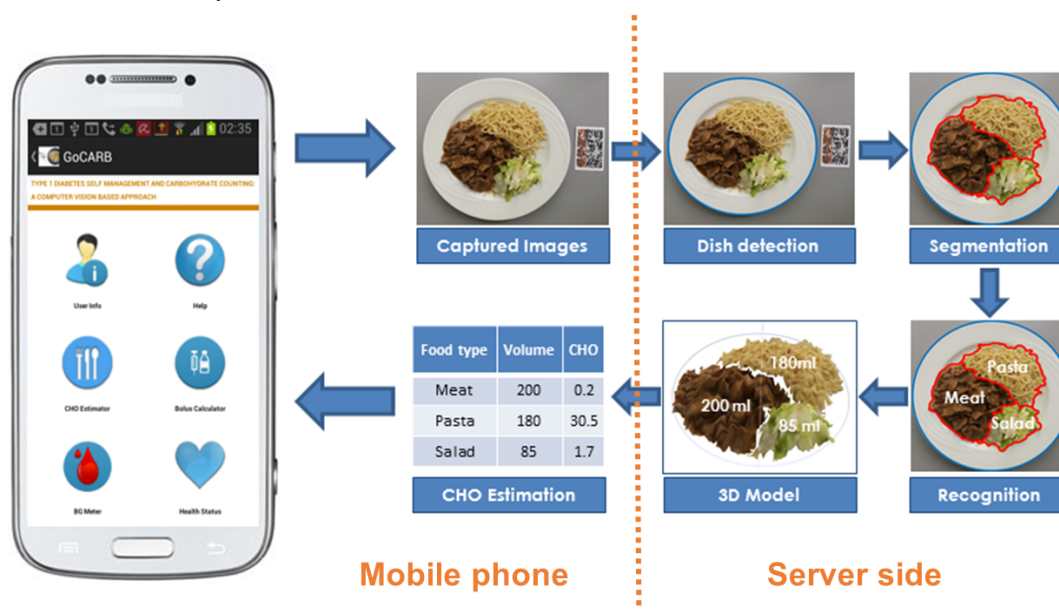 02:35
GoCARB
TYPE 1 DIABETES SELF MANAGEMENT AND CARBOHYDRATE COUNTING:
A COMPUTER VISION BASED APPROACH
User Info
Help
CHO Estimator
Bolus Calculator
BG Meter
Health Status
Captured Images
Dish detection
Segmentation
Pasta
Meat
Salad
Recognition
180ml
200 ml
85 ml
3D Model
Food type Volume CHO
Meat 200 0.2
Pasta 180 30.5
Salad 85 1.7
CHO Estimation
Mobile phone
Server side